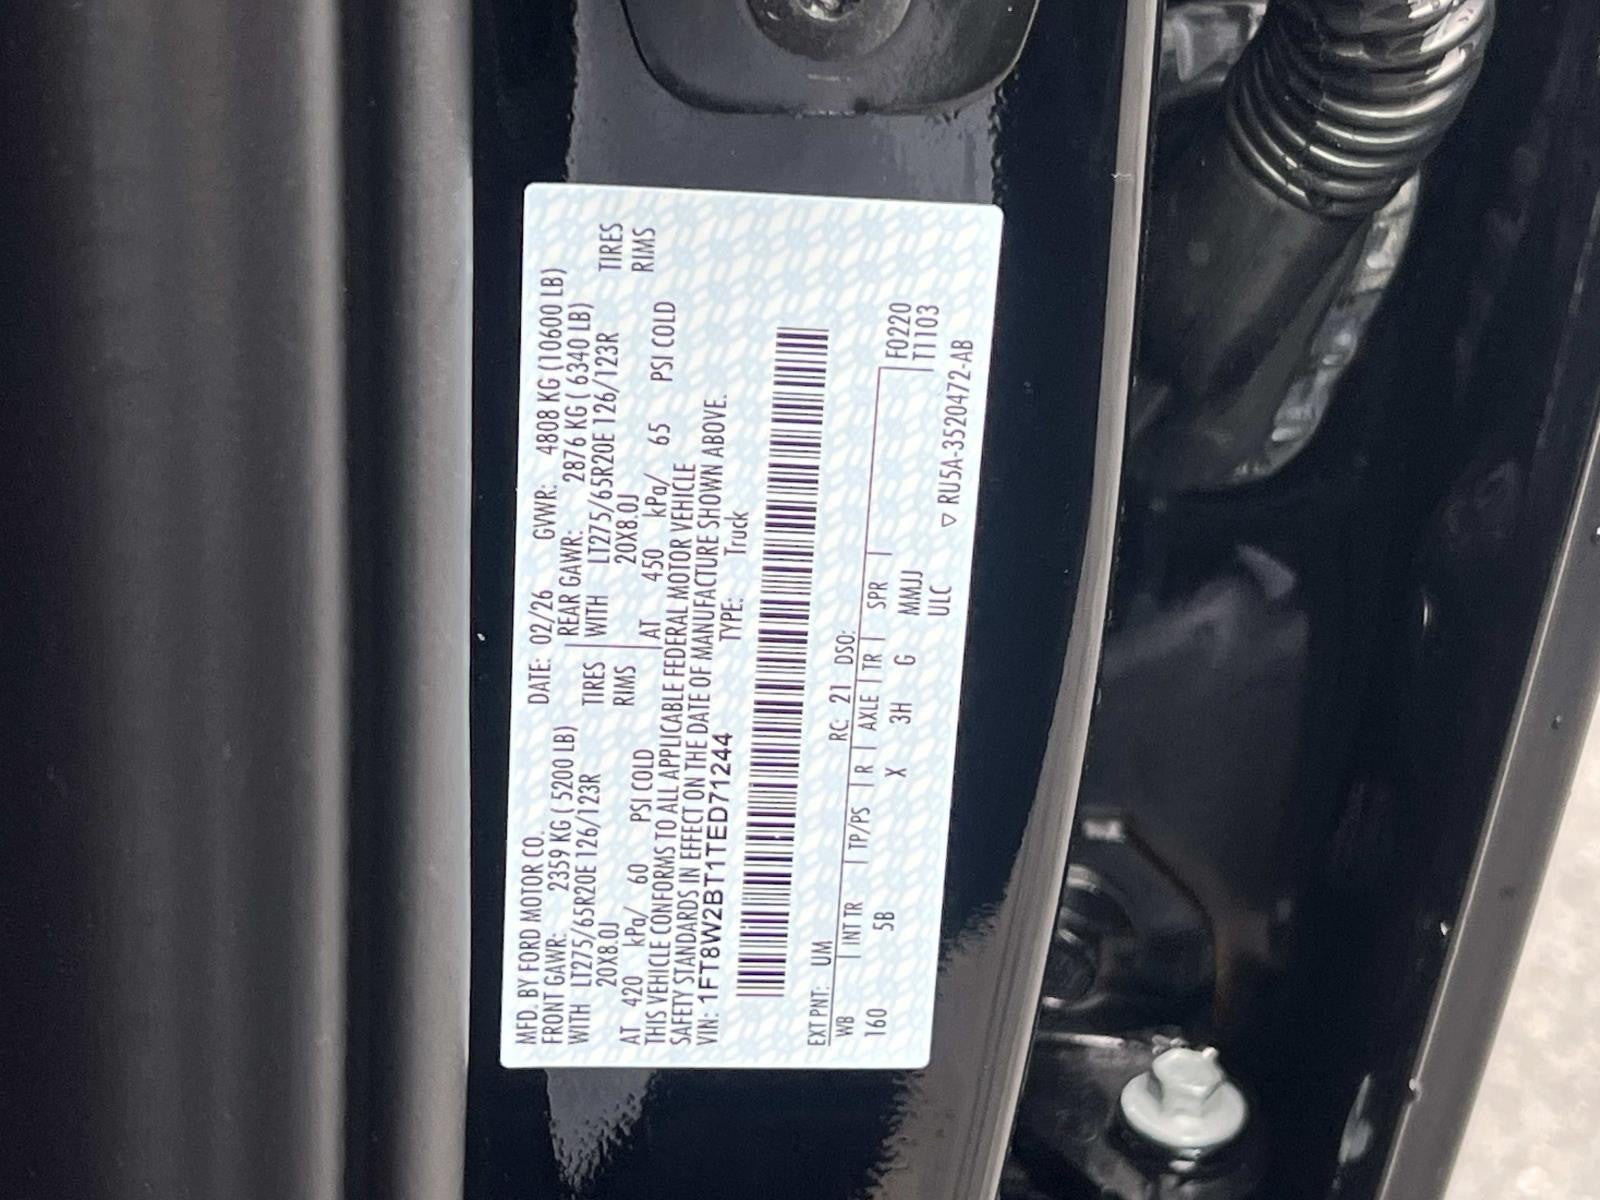 MFD. BY FORD MOTOR CO.
DATE: 02/26 GVWR: 4808 KG (10600 LB)
FRONT GAWR: 2359 KG ( 5200 LB)
REAR GAWR: 2876 KG ( 6340 LB)
WITH LT275/65R20E 126/123R TIRES
WITH LT275/65R20E 126/123R TIRES
20X8.0J RIMS
20X8.0J RIMS
AT 420 kPa/ 60 PSI COLD
AT 450 kPa/ 65 PSI COLD
THIS VEHICLE CONFORMS TO ALL APPLICABLE FEDERAL MOTOR VEHICLE
SAFETY STANDARDS IN EFFECT ON THE DATE OF MANUFACTURE SHOWN ABOVE.
VIN: 1FT8W2BT1TED71244 TYPE: Truck
EXT PNT: UM RC: 21 DSO:
WB INT TR TP/PS R AXLE TR SPR F0220
160 5B X 3H G MMJJ T1103
ULC
▽ RU5A-3520472-AB